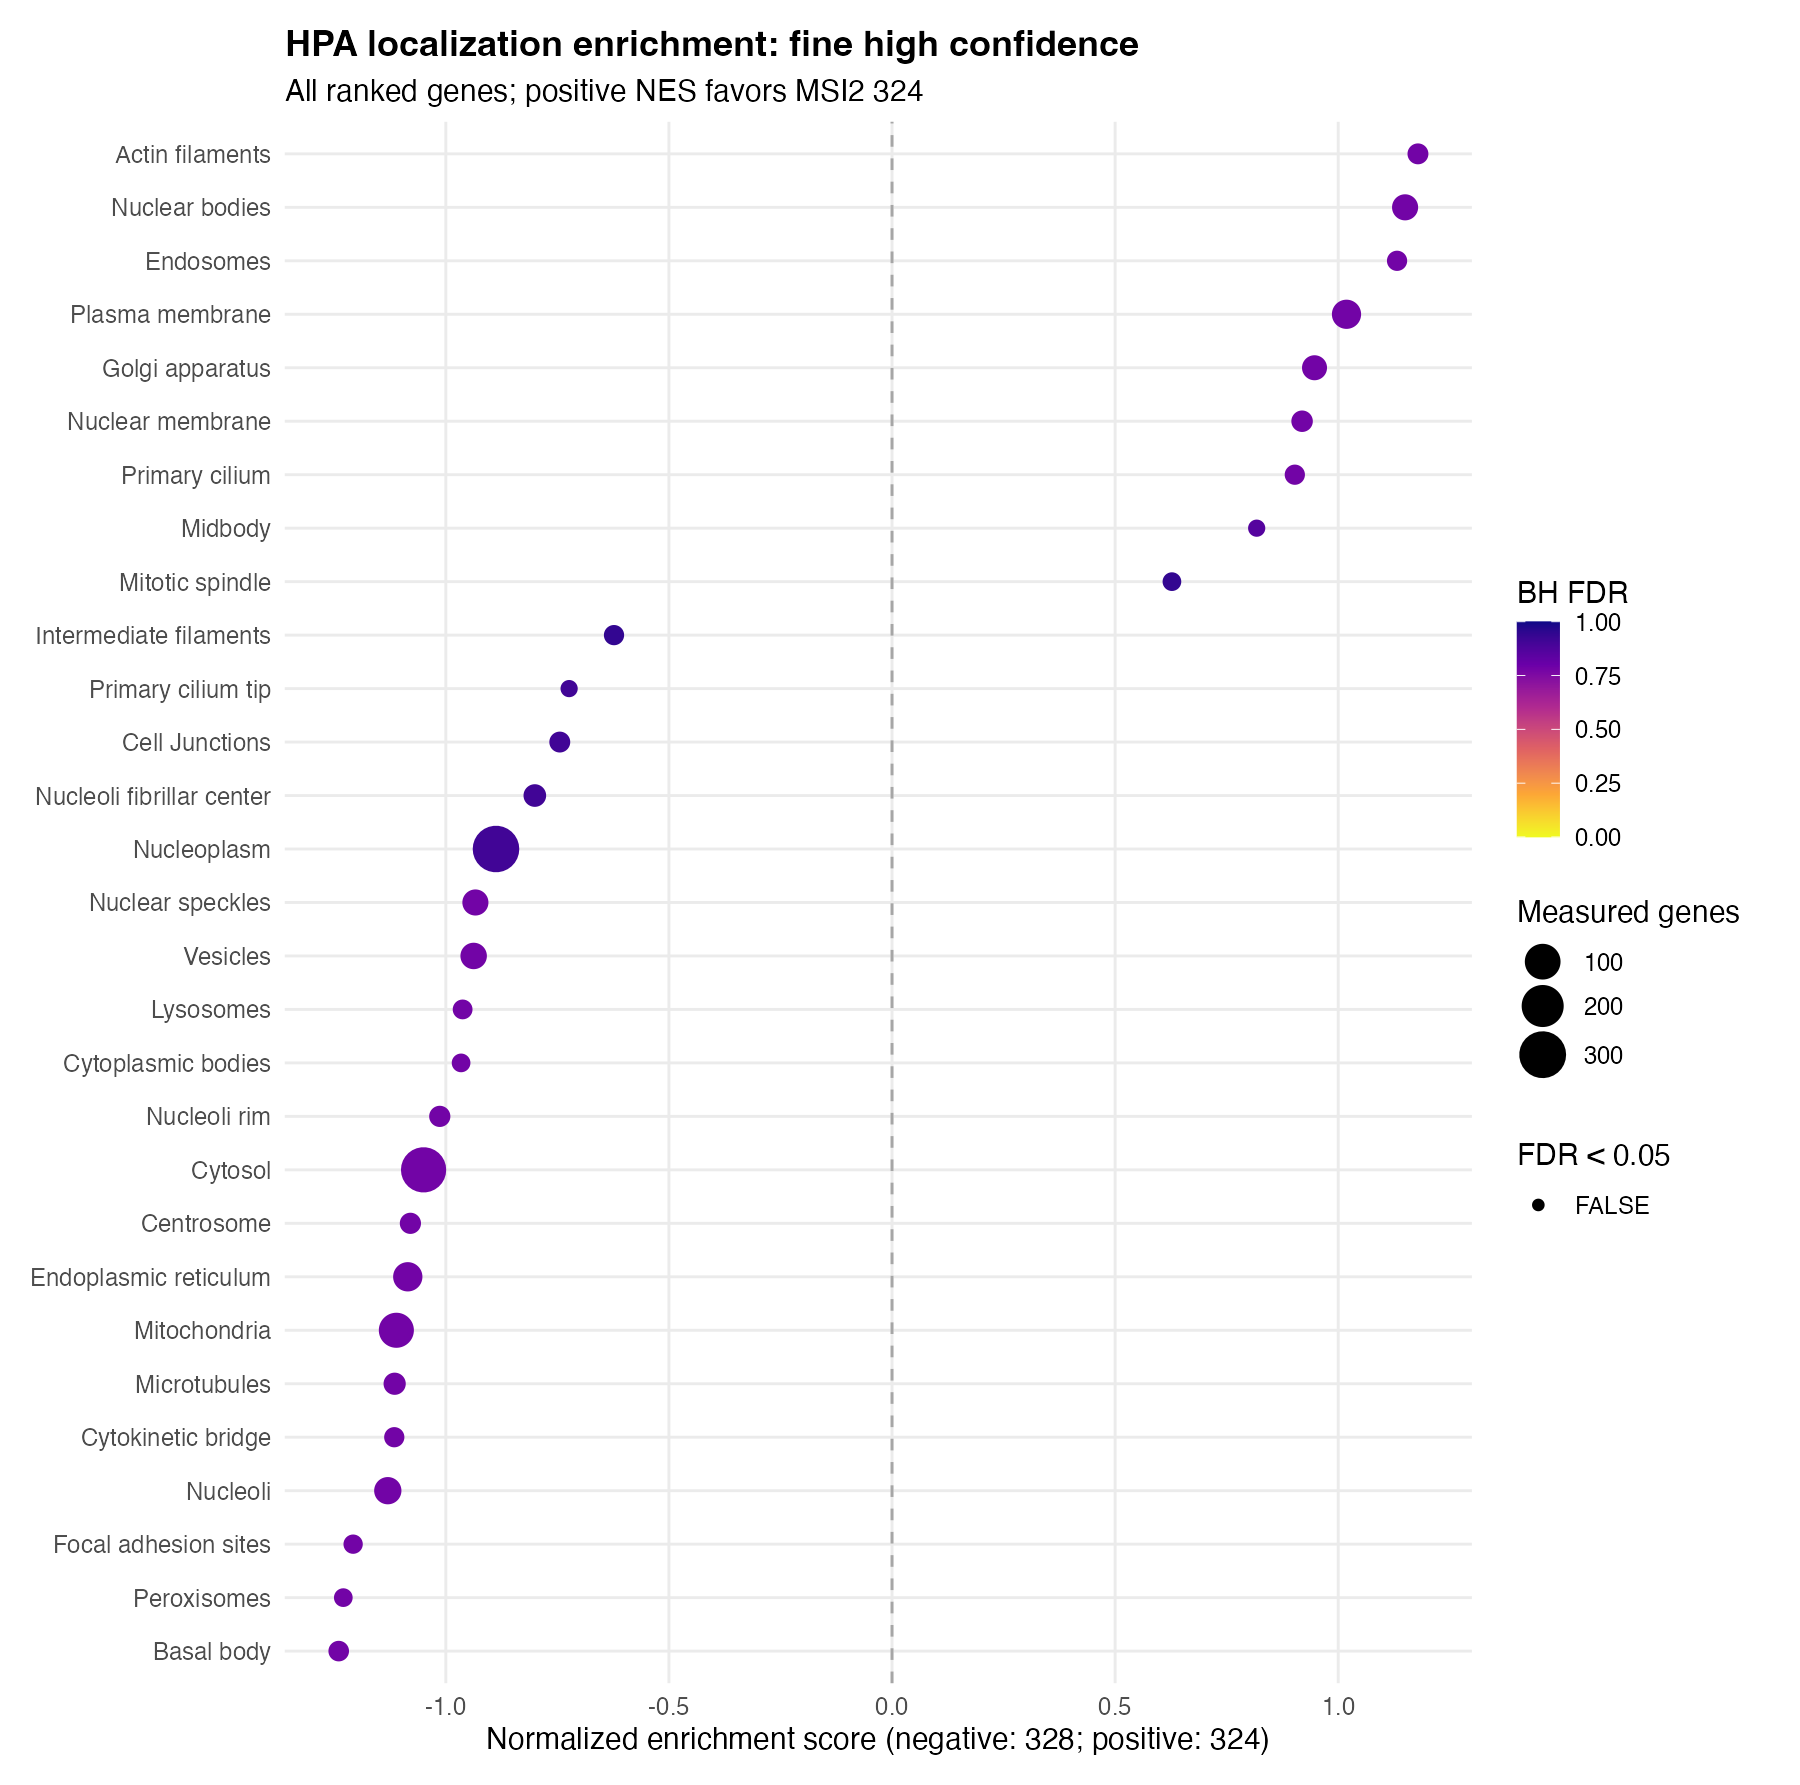 HPA localization enrichment: fine high confidence
All ranked genes; positive NES favors MSI2 324
Actin filaments
Nuclear bodies
Endosomes
Plasma membrane
Golgi apparatus
Nuclear membrane
Primary cilium
Midbody
Mitotic spindle
Intermediate filaments
Primary cilium tip
Cell Junctions
Nucleoli fibrillar center
Nucleoplasm
Nuclear speckles
Vesicles
Lysosomes
Cytoplasmic bodies
Nucleoli rim
Cytosol
Centrosome
Endoplasmic reticulum
Mitochondria
Microtubules
Cytokinetic bridge
Nucleoli
Focal adhesion sites
Peroxisomes
Basal body
-1.0 -0.5 0.0 0.5 1.0
Normalized enrichment score (negative: 328; positive: 324)
BH FDR
1.00
0.75
0.50
0.25
0.00
Measured genes
100
200
300
FDR < 0.05
FALSE